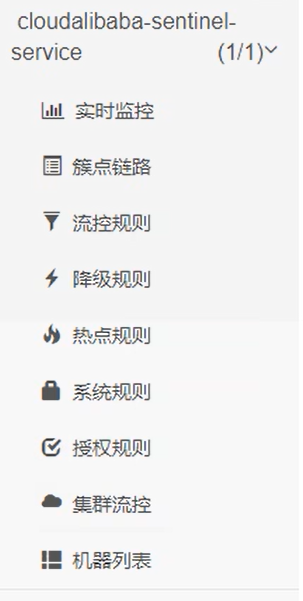 cloudalibaba-sentinel-
service (1/1)
实时监控
簇点链路
流控规则
降级规则
热点规则
系统规则
授权规则
集群流控
机器列表